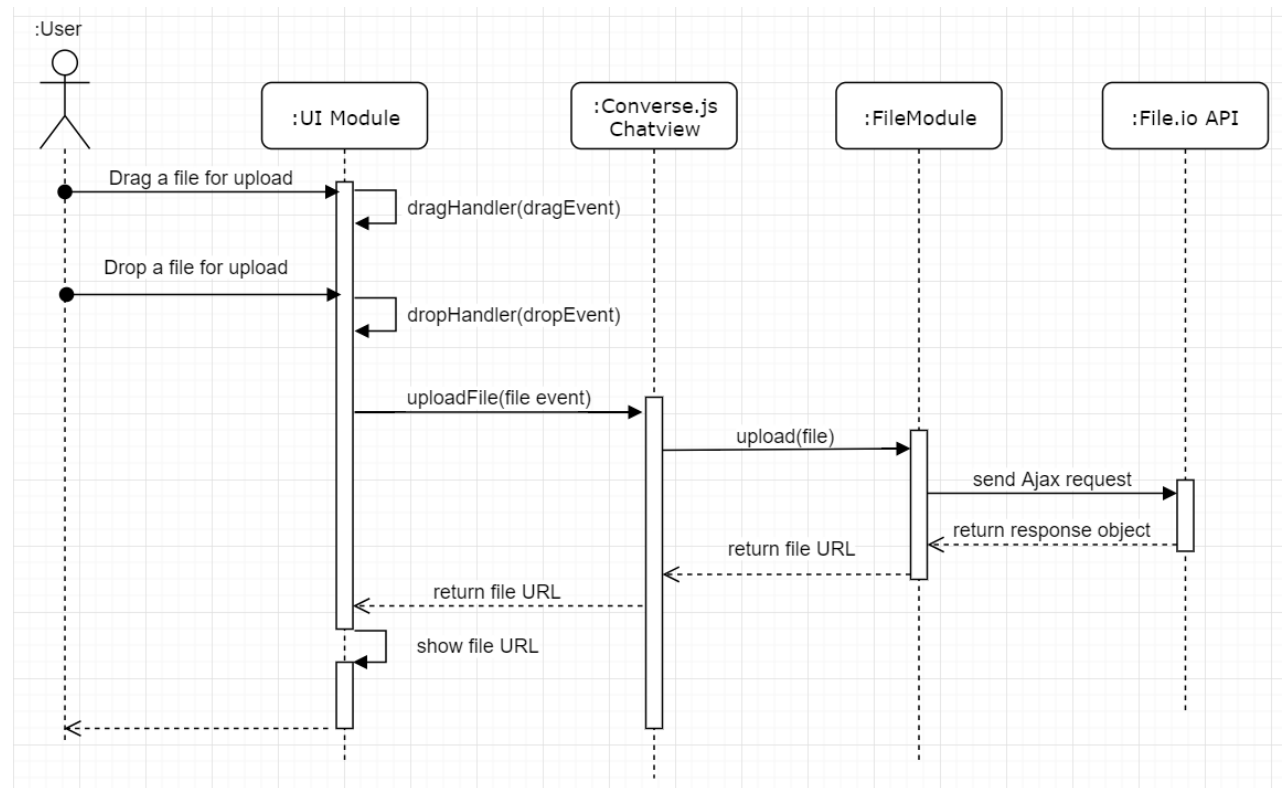 :User
:UI Module
:Converse.js
Chatview
:FileModule
:File.io API
Drag a file for upload
dragHandler(dragEvent)
Drop a file for upload
dropHandler(dropEvent)
uploadFile(file event)
upload(file)
send Ajax request
return response object
return file URL
return file URL
show file URL